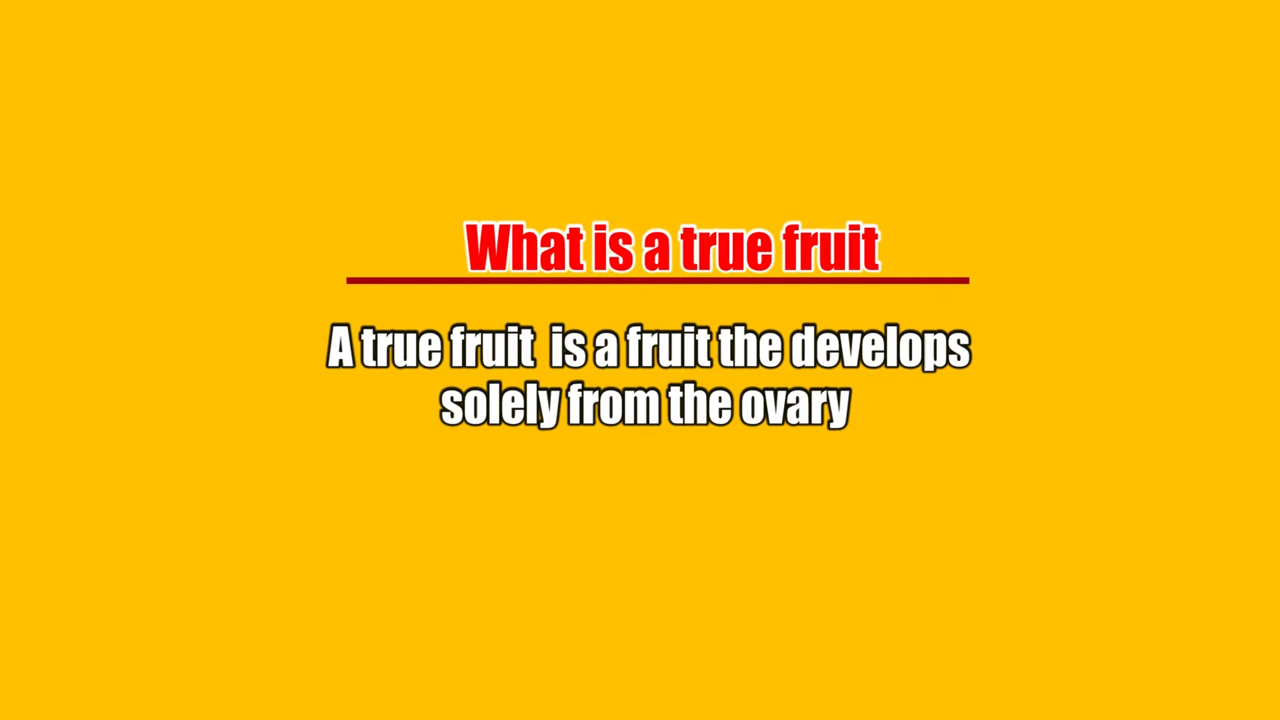 What is a true fruit
A true fruit is a fruit the develops
solely from the ovary